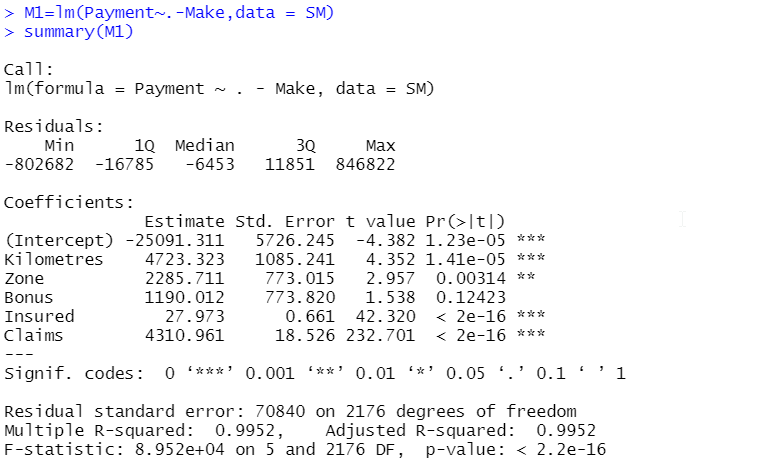 > M1=lm(Payment~.-Make,data = SM)
> summary(M1)

Call:
lm(formula = Payment ~ . - Make, data = SM)

Residuals:
    Min      1Q  Median      3Q     Max
-802682  -16785   -6453   11851  846822

Coefficients:
              Estimate Std. Error t value Pr(>|t|)
(Intercept) -25091.311   5726.245  -4.382 1.23e-05 ***
Kilometres    4723.323   1085.241   4.352 1.41e-05 ***
Zone          2285.711    773.015   2.957  0.00314 **
Bonus         1190.012    773.820   1.538  0.12423
Insured         27.973      0.661  42.320  < 2e-16 ***
Claims        4310.961     18.526 232.701  < 2e-16 ***
---
Signif. codes:  0 ‘***’ 0.001 ‘**’ 0.01 ‘*’ 0.05 ‘.’ 0.1 ‘ ’ 1

Residual standard error: 70840 on 2176 degrees of freedom
Multiple R-squared:  0.9952,    Adjusted R-squared:  0.9952
F-statistic: 8.952e+04 on 5 and 2176 DF,  p-value: < 2.2e-16